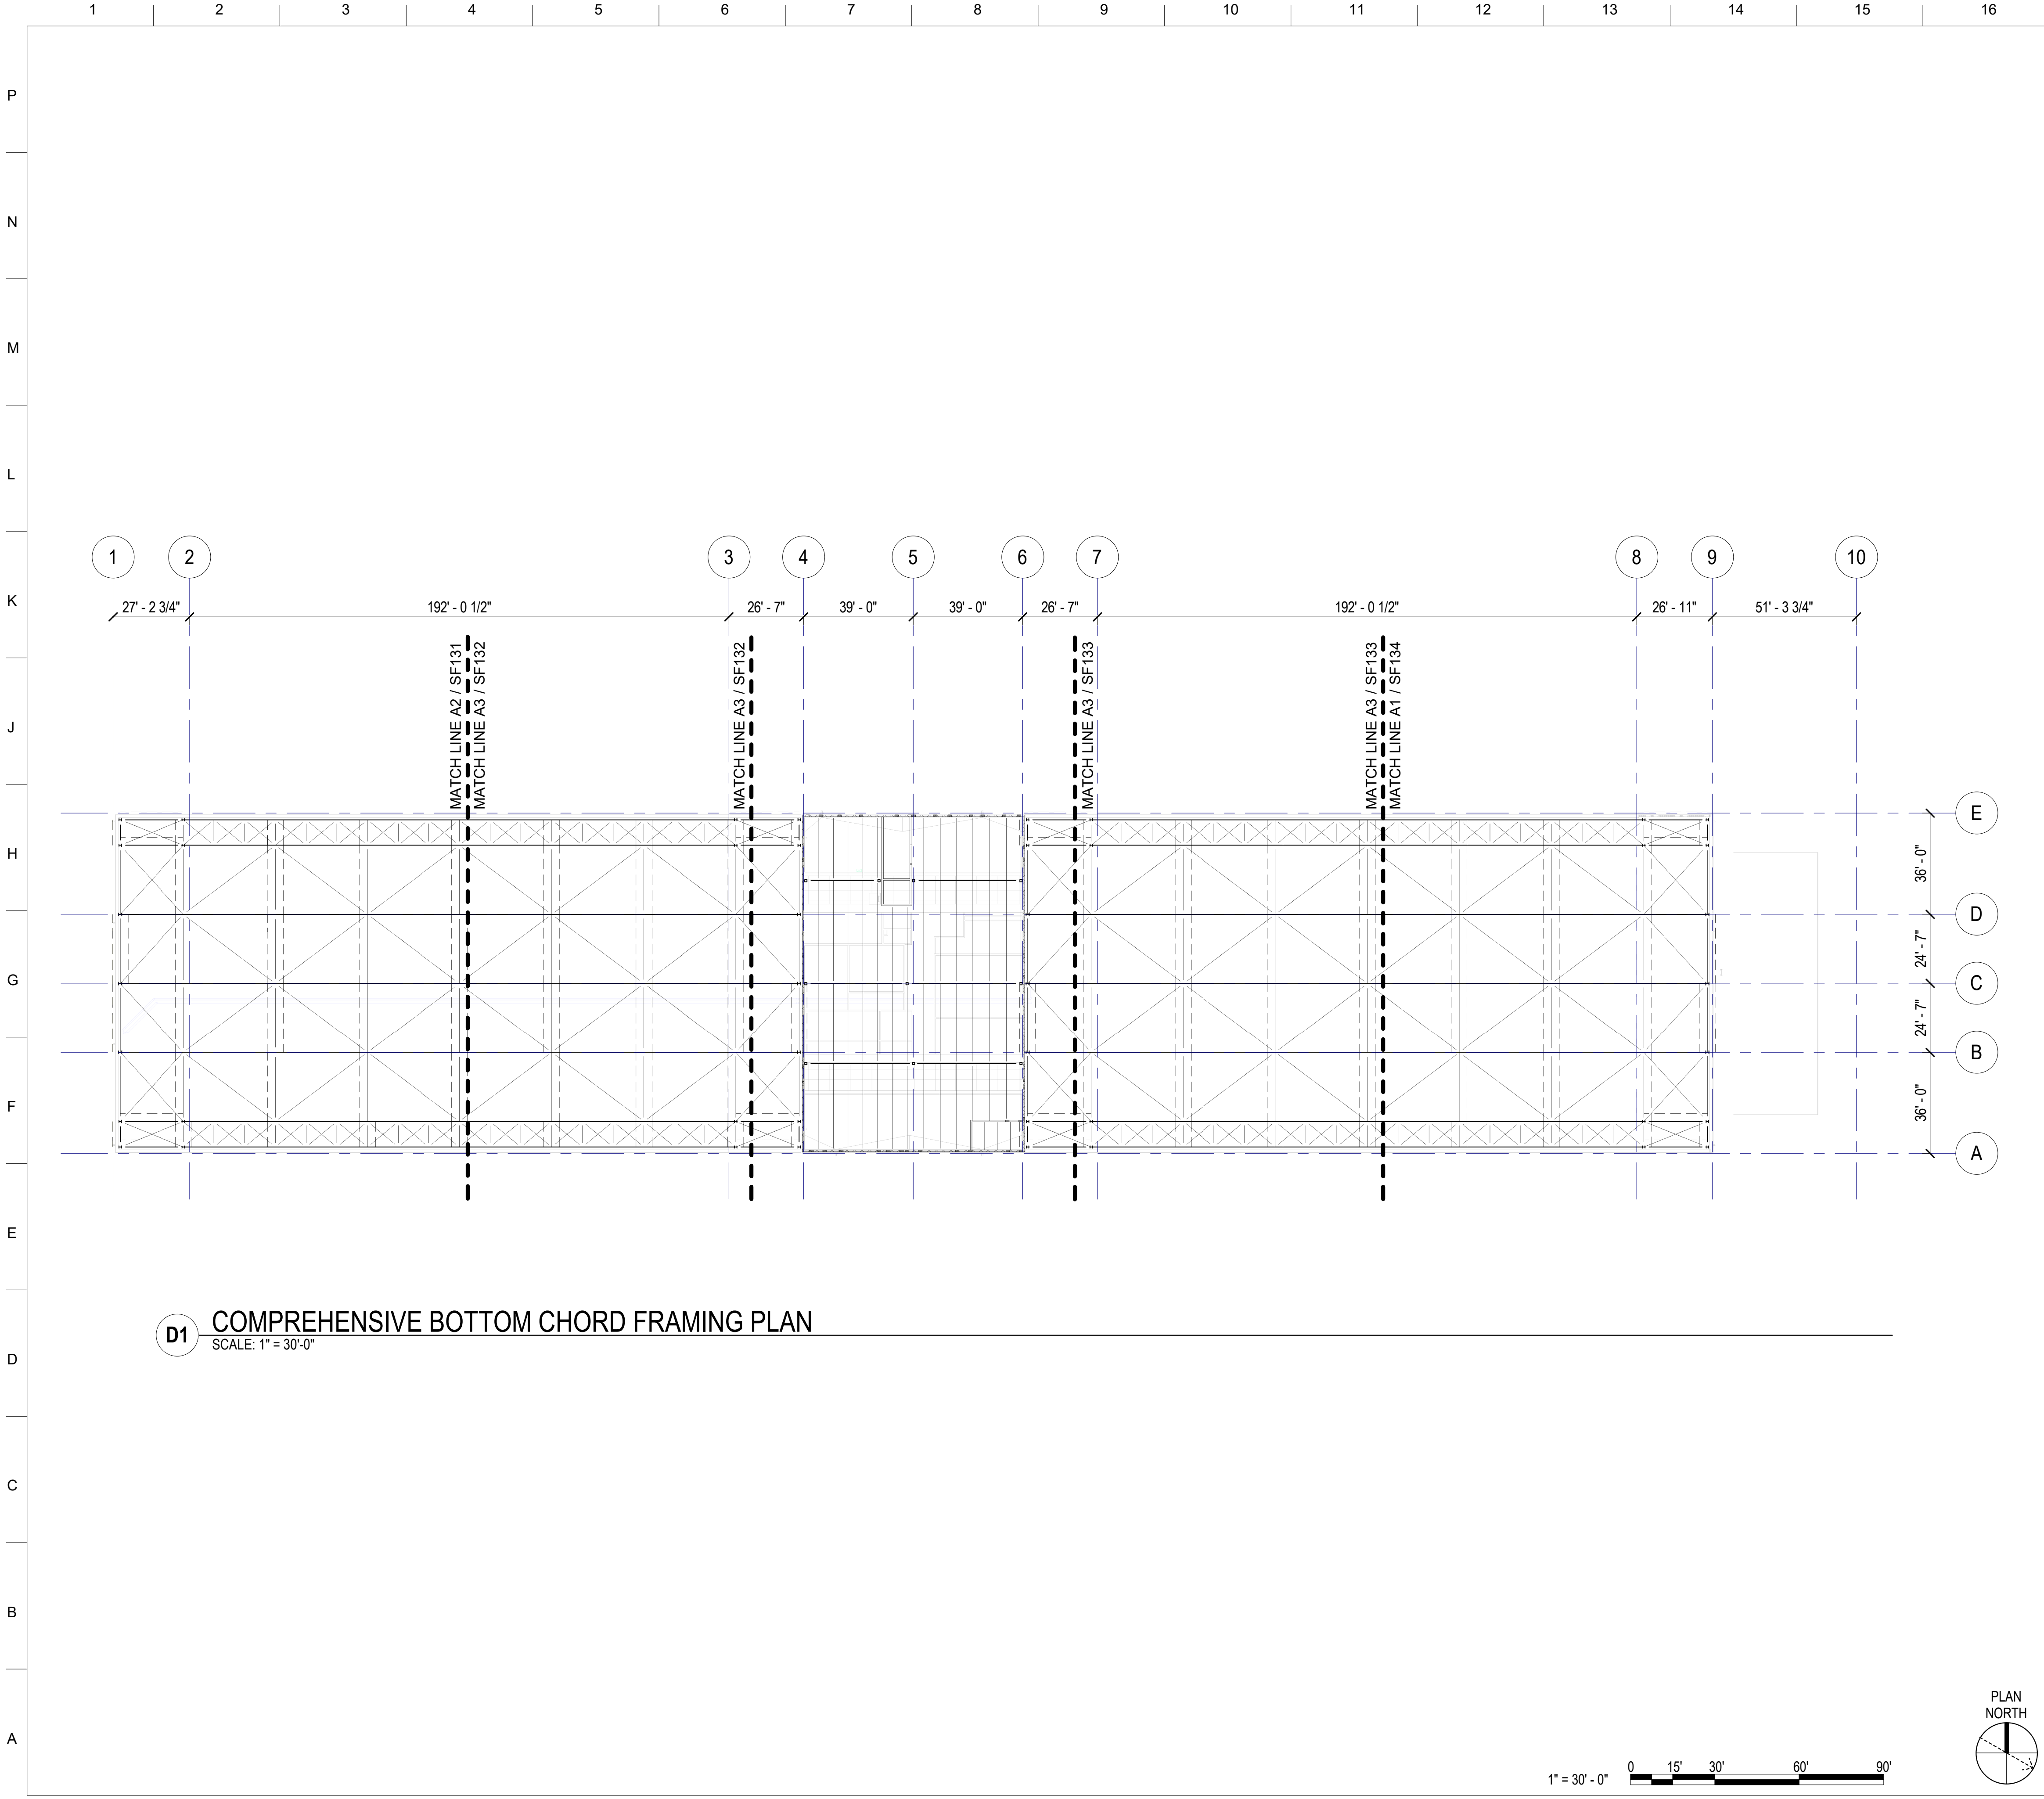 1 2 3 4 5 6 7 8 9 10 11 12 13 14 15 16
P
N
M
L
K
J
H
G
F
E
D
C
B
A
1 2 3 4 5 6 7 8 9 10
27' - 2 3/4" 192' - 0 1/2" 26' - 7" 39' - 0" 39' - 0" 26' - 7" 192' - 0 1/2" 26' - 11" 51' - 3 3/4"
MATCH LINE A2 / SF131
MATCH LINE A3 / SF132
MATCH LINE A3 / SF132
MATCH LINE A3 / SF133
MATCH LINE A3 / SF133
MATCH LINE A1 / SF134
E
36' - 0"
D
24' - 7"
C
24' - 7"
B
36' - 0"
A
D1 COMPREHENSIVE BOTTOM CHORD FRAMING PLAN
SCALE: 1" = 30'-0"
PLAN
NORTH
1" = 30' - 0" 0 15' 30' 60' 90'